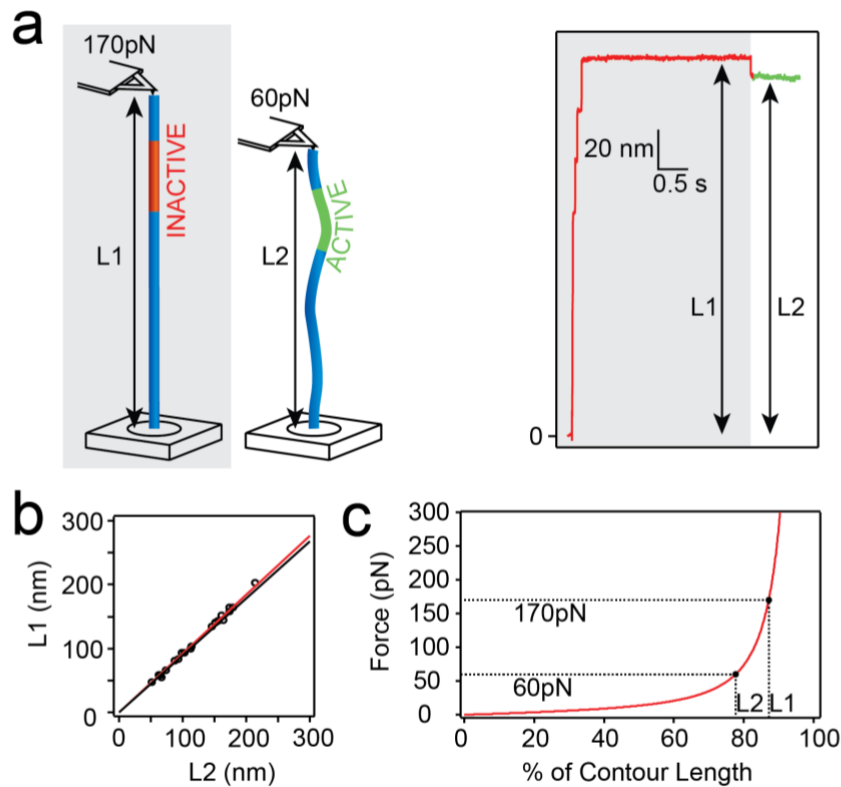 a
170pN
60pN
INACTIVE
ACTIVE
L1
L2
20 nm
0.5 s
L1
L2
0
b
300
200
100
0
L1 (nm)
0
100
200
300
L2 (nm)
c
300
250
200
150
100
50
0
Force (pN)
170pN
60pN
L2
L1
0
20
40
60
80
100
% of Contour Length